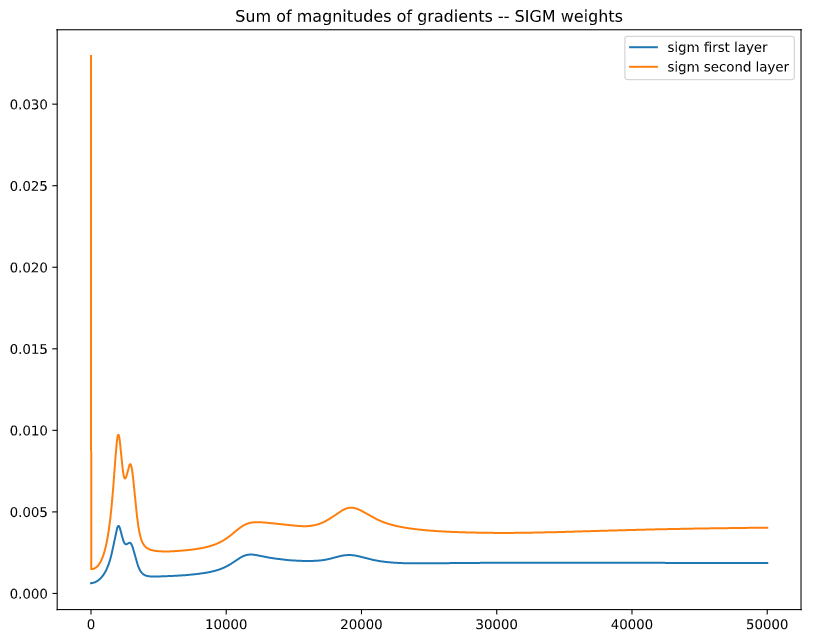 Sum of magnitudes of gradients -- SIGM weights
sigm first layer
sigm second layer
0.030
0.025
0.020
0.015
0.010
0.005
0.000
0 10000 20000 30000 40000 50000